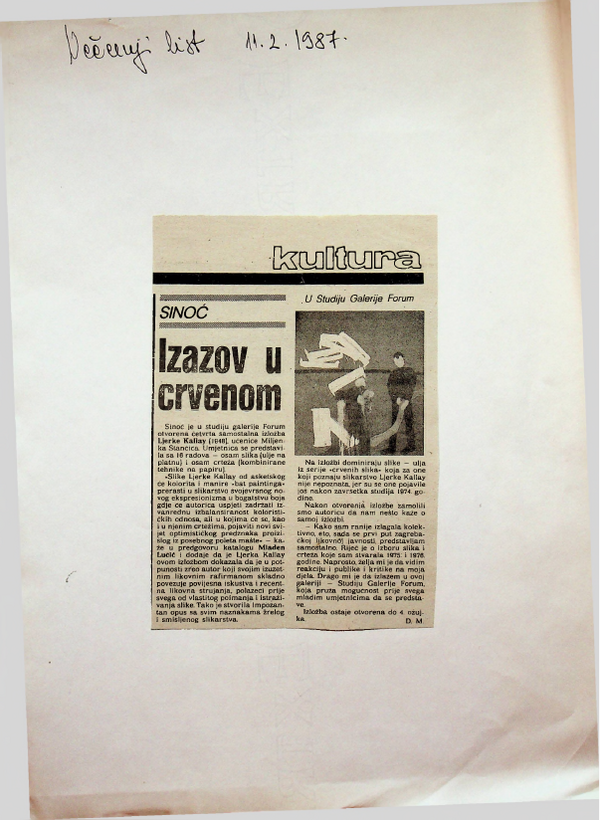 Večernji list 11.2.1987.
kultura
SINOĆ
Izazov u
crvenom
Sinoć je u studiju galerije Forum
otvorena četvrta samostalna izložba
Ljerke Kallay (1948), učenice Miljen-
ka Stančića. Umjetnica se predstavi-
la sa 16 radova — osam slika (ulje na
platnu) i osam crteža (kombinirane
tehnike na papiru).
»Slike Ljerke Kallay od asketskog
će kolorita i manire »bat paintinga«
prerasti u slikarstvo svojevrsnog no-
vog ekspresionizma u bogatstvu boja
gdje će autorica uspjeti zadržati iz-
vanrednu izbalansiranost koloristi-
čkih odnosa, ali u kojima će se, kao
i u njenim crtežima, pojaviti novi svi-
jet optimističkog predznaka proizi-
šlog iz posebnog poleta mašte« — ka-
že u predgovoru katalogu Mladen
Lučić i dodaje da je Ljerka Kallay
ovom izložbom dokazala da je u pot-
punosti zreo autor koji svojim izuzet-
nim likovnim rafirmanom skladno
povezuje povijesna iskustva i recent-
na likovna strujanja, polazeći prije
svega od vlastitog poimanja i istraži-
vanja slike. Tako je stvorila impozan-
tan opus sa svim naznakama zrelog
i smislenog slikarstva.
U Studiju Galerije Forum
Na izložbi dominiraju slike — ulja
iz serije »crvenih slika« koja za one
koji poznaju slikarstvo Ljerke Kallay
nije nepoznata, jer su se one pojavile
još nakon završetka studija 1974. go-
dine.
Nakon otvorenja izložbe zamolili
smo autoricu da nam nešto kaže o
samoj izložbi.
— Kako sam ranije izlagala kolek-
tivno, eto, sada se prvi put zagreba-
čkoj likovnoj javnosti, predstavljam
samostalno. Riječ je o izboru slika i
crteža koje sam stvarala 1975. i 1976.
godine. Naprosto, želja mi je da vidim
reakciju i publike i kritike na moja
djela. Drago mi je da izlažem u ovoj
galeriji — Studiju Galerije Forum,
koja pruža mogućnost prije svega
mladim umjetnicima da se predsta-
ve.
Izložba ostaje otvorena do 4. ožuj-
ka. D. M.